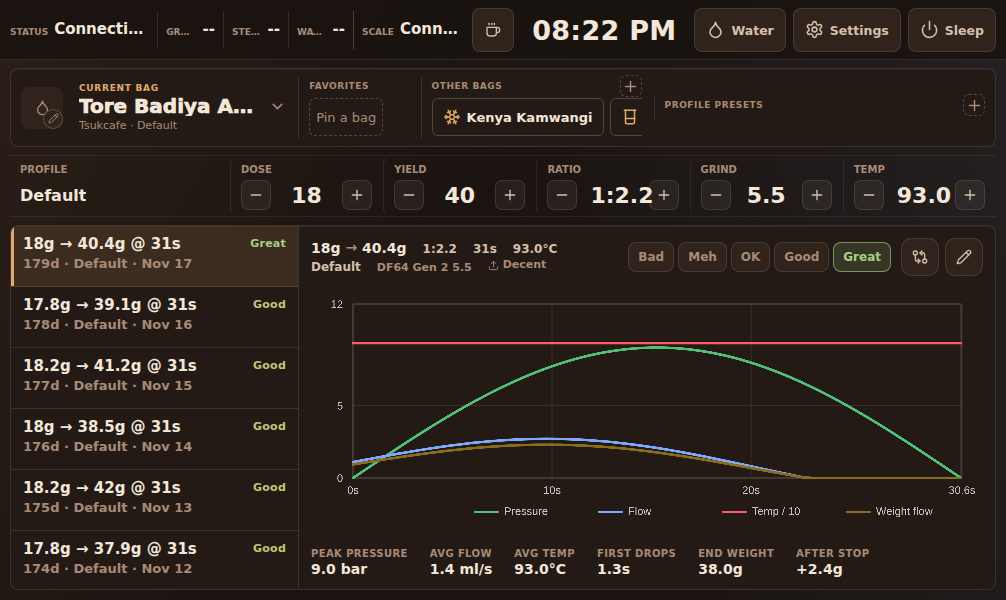 STATUS Connecti... GR... -- STE... -- WA... -- SCALE Conn... 08:22 PM Water Settings Sleep
CURRENT BAG
Tore Badiya A...
Tsukcafe · Default
FAVORITES
Pin a bag
OTHER BAGS
+
Kenya Kamwangi
PROFILE PRESETS
+
PROFILE
Default
DOSE
− 18 +
YIELD
− 40 +
RATIO
− 1:2.2 +
GRIND
− 5.5 +
TEMP
− 93.0 +
18g → 40.4g @ 31s Great
179d · Default · Nov 17
17.8g → 39.1g @ 31s Good
178d · Default · Nov 16
18.2g → 41.2g @ 31s Good
177d · Default · Nov 15
18g → 38.5g @ 31s Good
176d · Default · Nov 14
18.2g → 42g @ 31s Good
175d · Default · Nov 13
17.8g → 37.9g @ 31s Good
174d · Default · Nov 12
18g → 40.4g 1:2.2 31s 93.0°C
Default DF64 Gen 2 5.5 Decent
Bad Meh OK Good Great
12
5
0
0s 10s 20s 30.6s
Pressure Flow Temp / 10 Weight flow
PEAK PRESSURE AVG FLOW AVG TEMP FIRST DROPS END WEIGHT AFTER STOP
9.0 bar 1.4 ml/s 93.0°C 1.3s 38.0g +2.4g